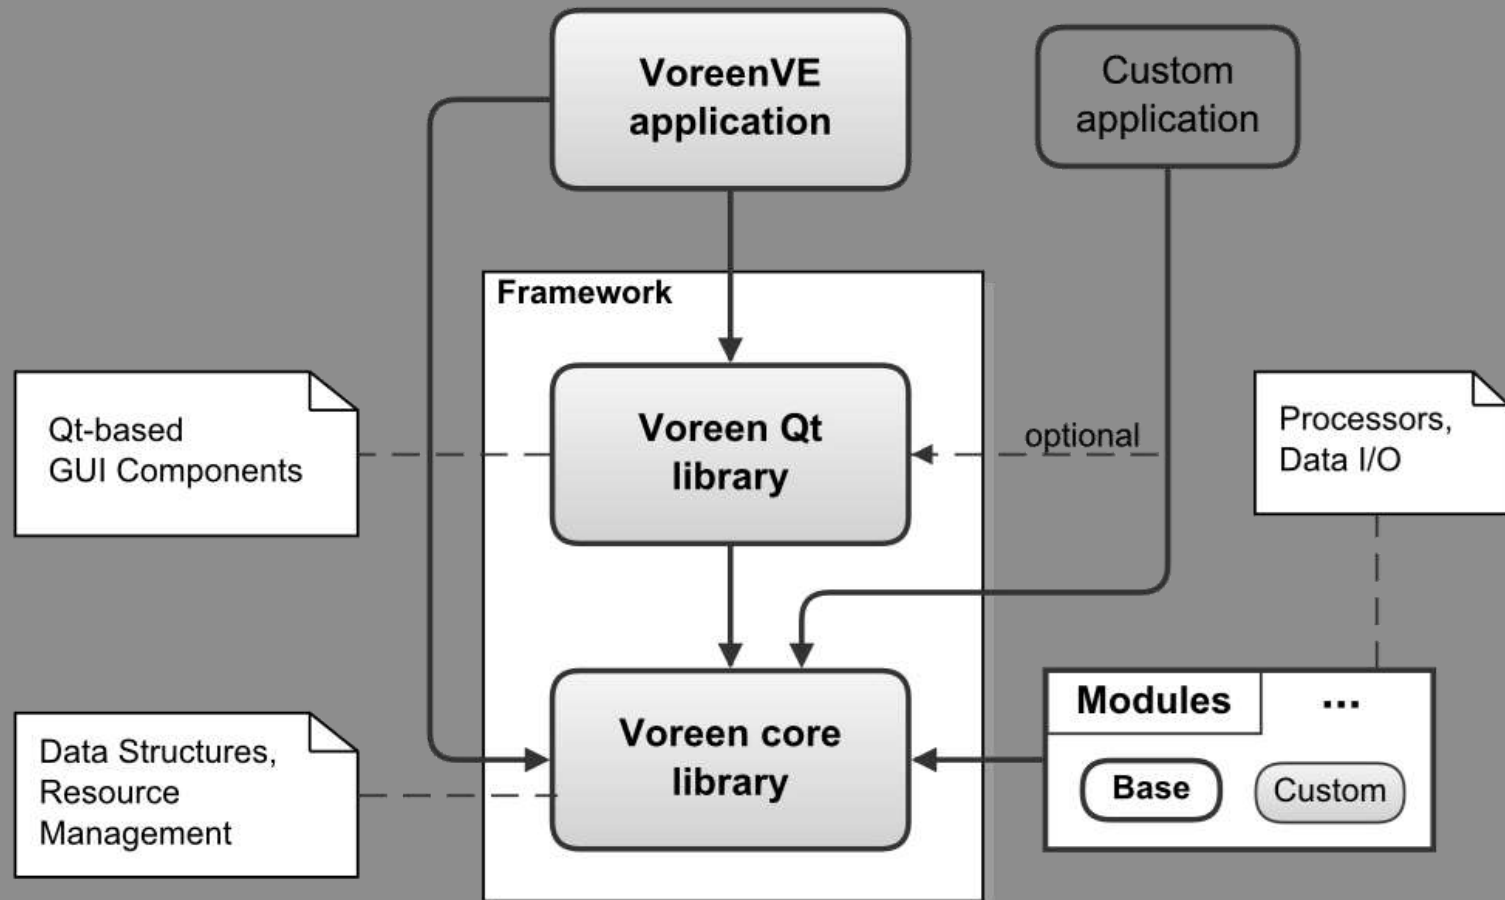 VoreenVE
application
Custom
application
Framework
Qt-based
GUI Components
Voreen Qt
library
optional
Processors,
Data I/O
Data Structures,
Resource
Management
Voreen core
library
Modules
...
Base
Custom